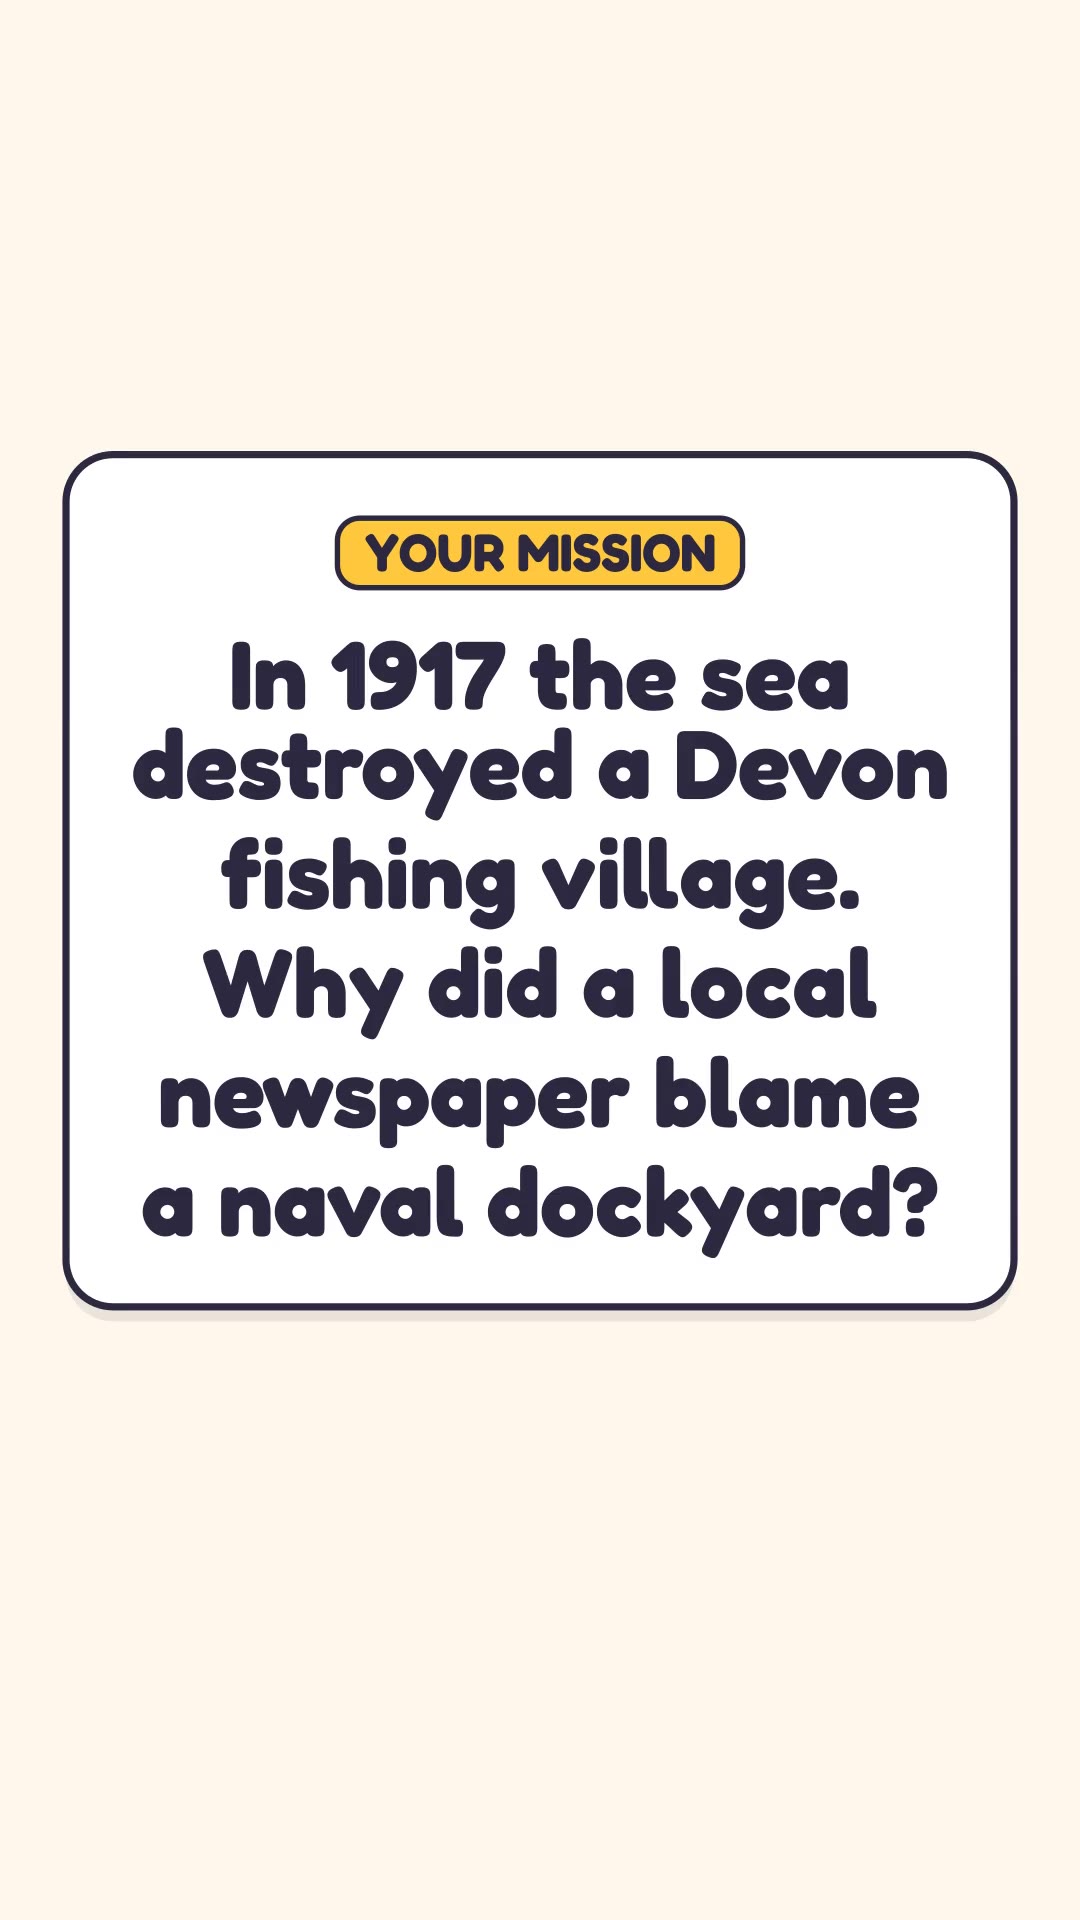 YOUR MISSION
In 1917 the sea
destroyed a Devon
fishing village.
Why did a local
newspaper blame
a naval dockyard?